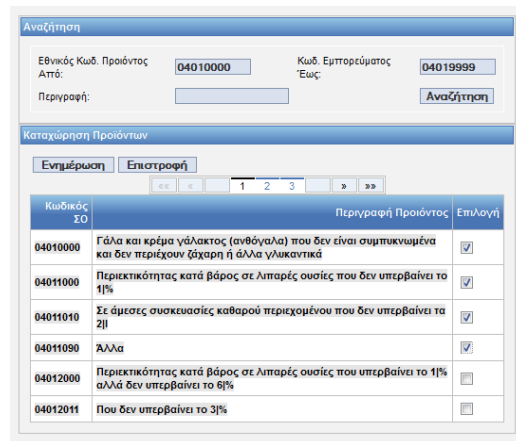 Αναζήτηση
Εθνικός Κωδ. Προιόντος Από: 04010000 Κωδ. Εμπορεύματος Έως: 04019999
Περιγραφή: Αναζήτηση
Καταχώρηση Προϊόντων
Ενημέρωση Επιστροφή
«« « 1 2 3 » »»
Κωδικός ΣΟ Περιγραφή Προϊόντος Επιλογή
04010000 Γάλα και κρέμα γάλακτος (ανθόγαλα) που δεν είναι συμπυκνωμένα
και δεν περιέχουν ζάχαρη ή άλλα γλυκαντικά
04011000 Περιεκτικότητας κατά βάρος σε λιπαρές ουσίες που δεν υπερβαίνει το
1|%
04011010 Σε άμεσες συσκευασίες καθαρού περιεχομένου που δεν υπερβαίνει τα
2|l
04011090 Άλλα
04012000 Περιεκτικότητας κατά βάρος σε λιπαρές ουσίες που υπερβαίνει το 1|%
αλλά δεν υπερβαίνει το 6|%
04012011 Που δεν υπερβαίνει το 3|%